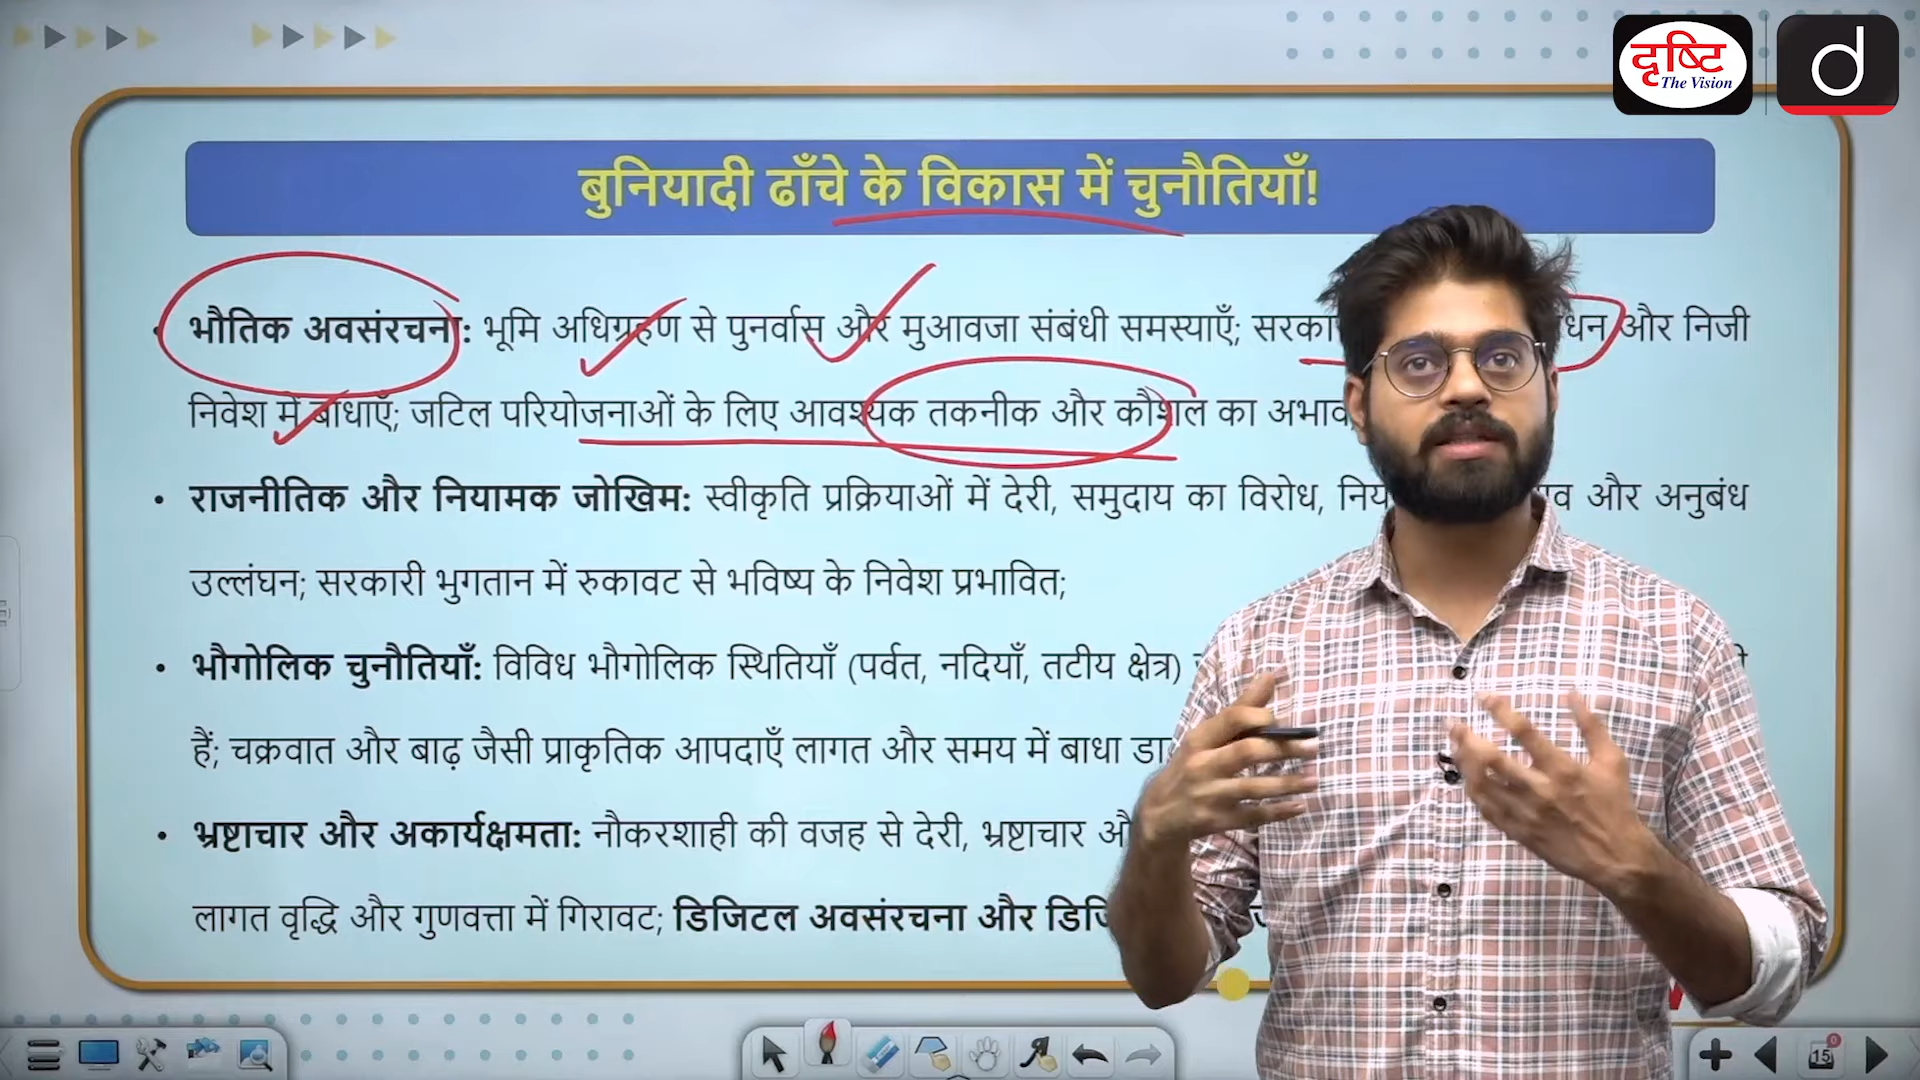 दृष्टि
The Vision
d
बुनियादी ढाँचे के विकास में चुनौतियाँ!
• भौतिक अवसंरचना: भूमि अधिग्रहण से पुनर्वास और मुआवजा संबंधी समस्याएँ; और निजी
निवेश में बाधाएँ; जटिल परियोजनाओं के लिए आवश्यक तकनीक और कौशल का अभाव
• राजनीतिक और नियामक जोखिम: स्वीकृति प्रक्रियाओं में देरी, समुदाय का विरोध, और अनुबंध
उल्लंघन; सरकारी भुगतान में रुकावट से भविष्य के निवेश प्रभावित;
• भौगोलिक चुनौतियाँ: विविध भौगोलिक स्थितियाँ (पर्वत, नदियाँ, तटीय क्षेत्र)
हैं; चक्रवात और बाढ़ जैसी प्राकृतिक आपदाएँ लागत और समय में बाधा
• भ्रष्टाचार और अकार्यक्षमता: नौकरशाही की वजह से देरी, भ्रष्टाचार
लागत वृद्धि और गुणवत्ता में गिरावट; डिजिटल अवसंरचना और
15
0